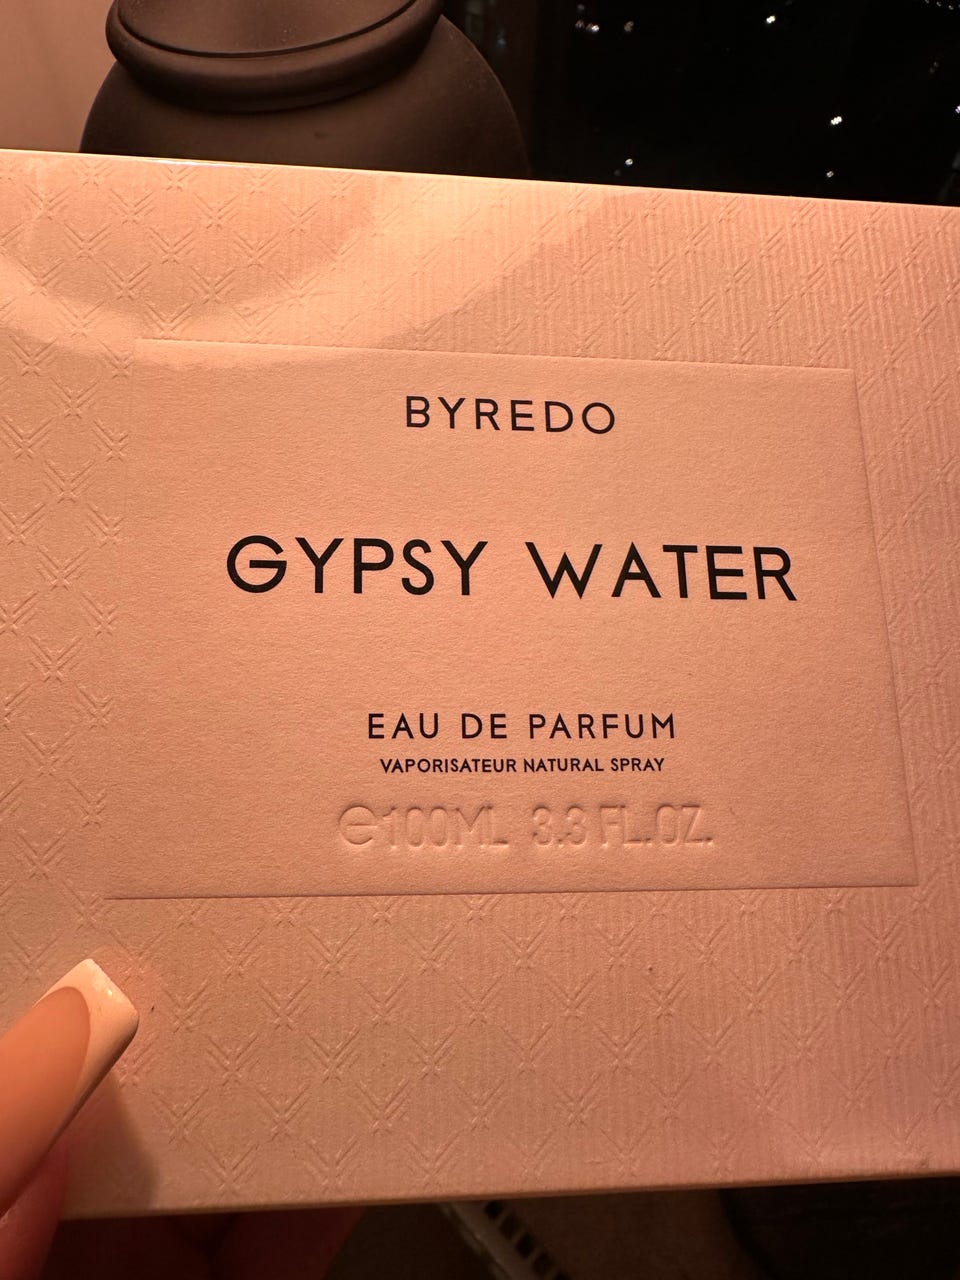 BYREDO
GYPSY WATER
EAU DE PARFUM
VAPORISATEUR NATURAL SPRAY
℮100ML 3.3 FL.OZ.